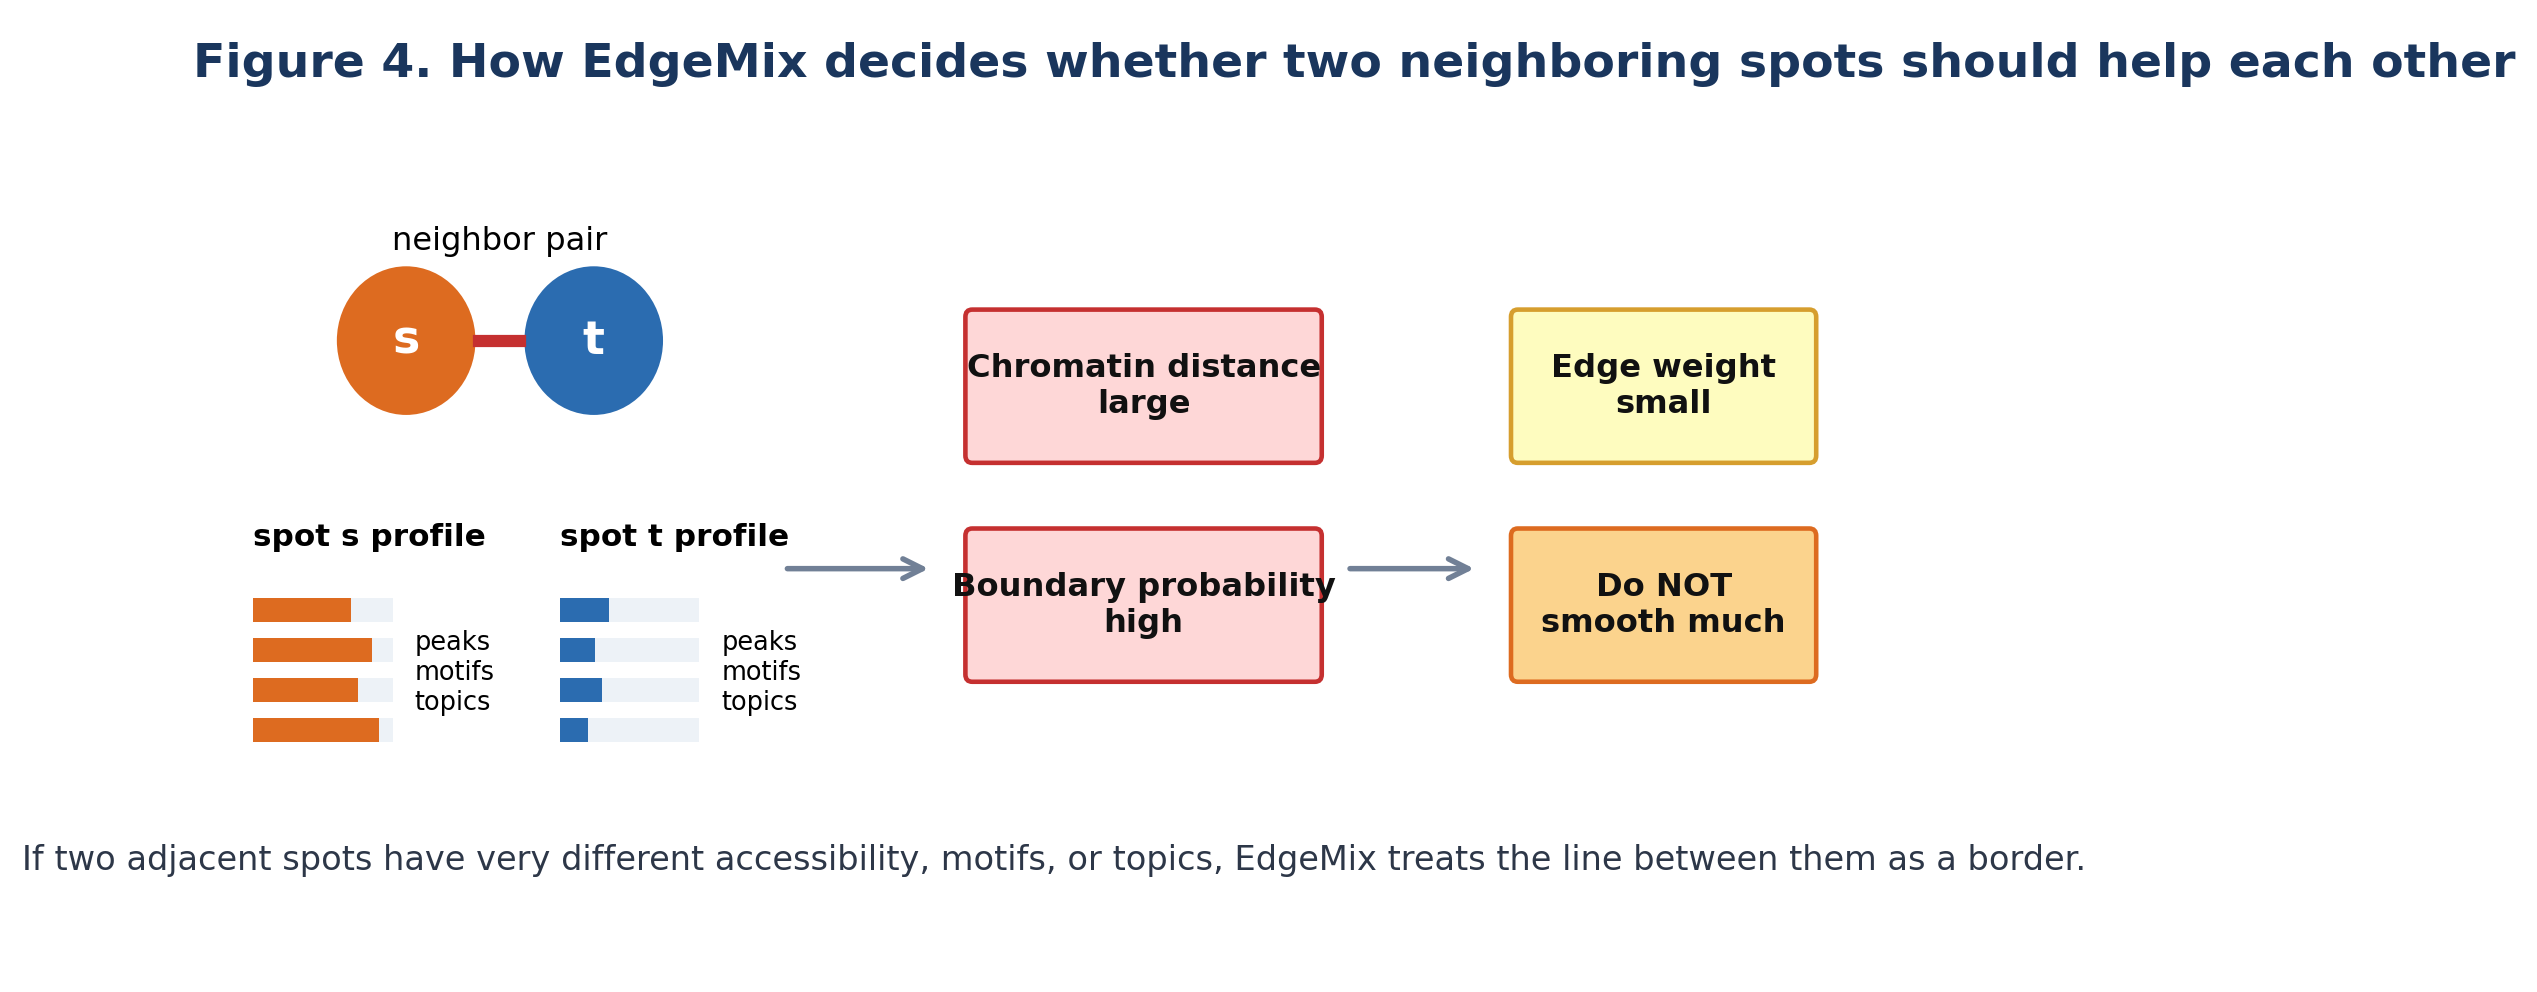 Figure 4. How EdgeMix decides whether two neighboring spots should help each other
neighbor pair
s
t
Chromatin distance
large
Edge weight
small
spot s profile
spot t profile
peaks
motifs
topics
peaks
motifs
topics
Boundary probability
high
Do NOT
smooth much
If two adjacent spots have very different accessibility, motifs, or topics, EdgeMix treats the line between them as a border.